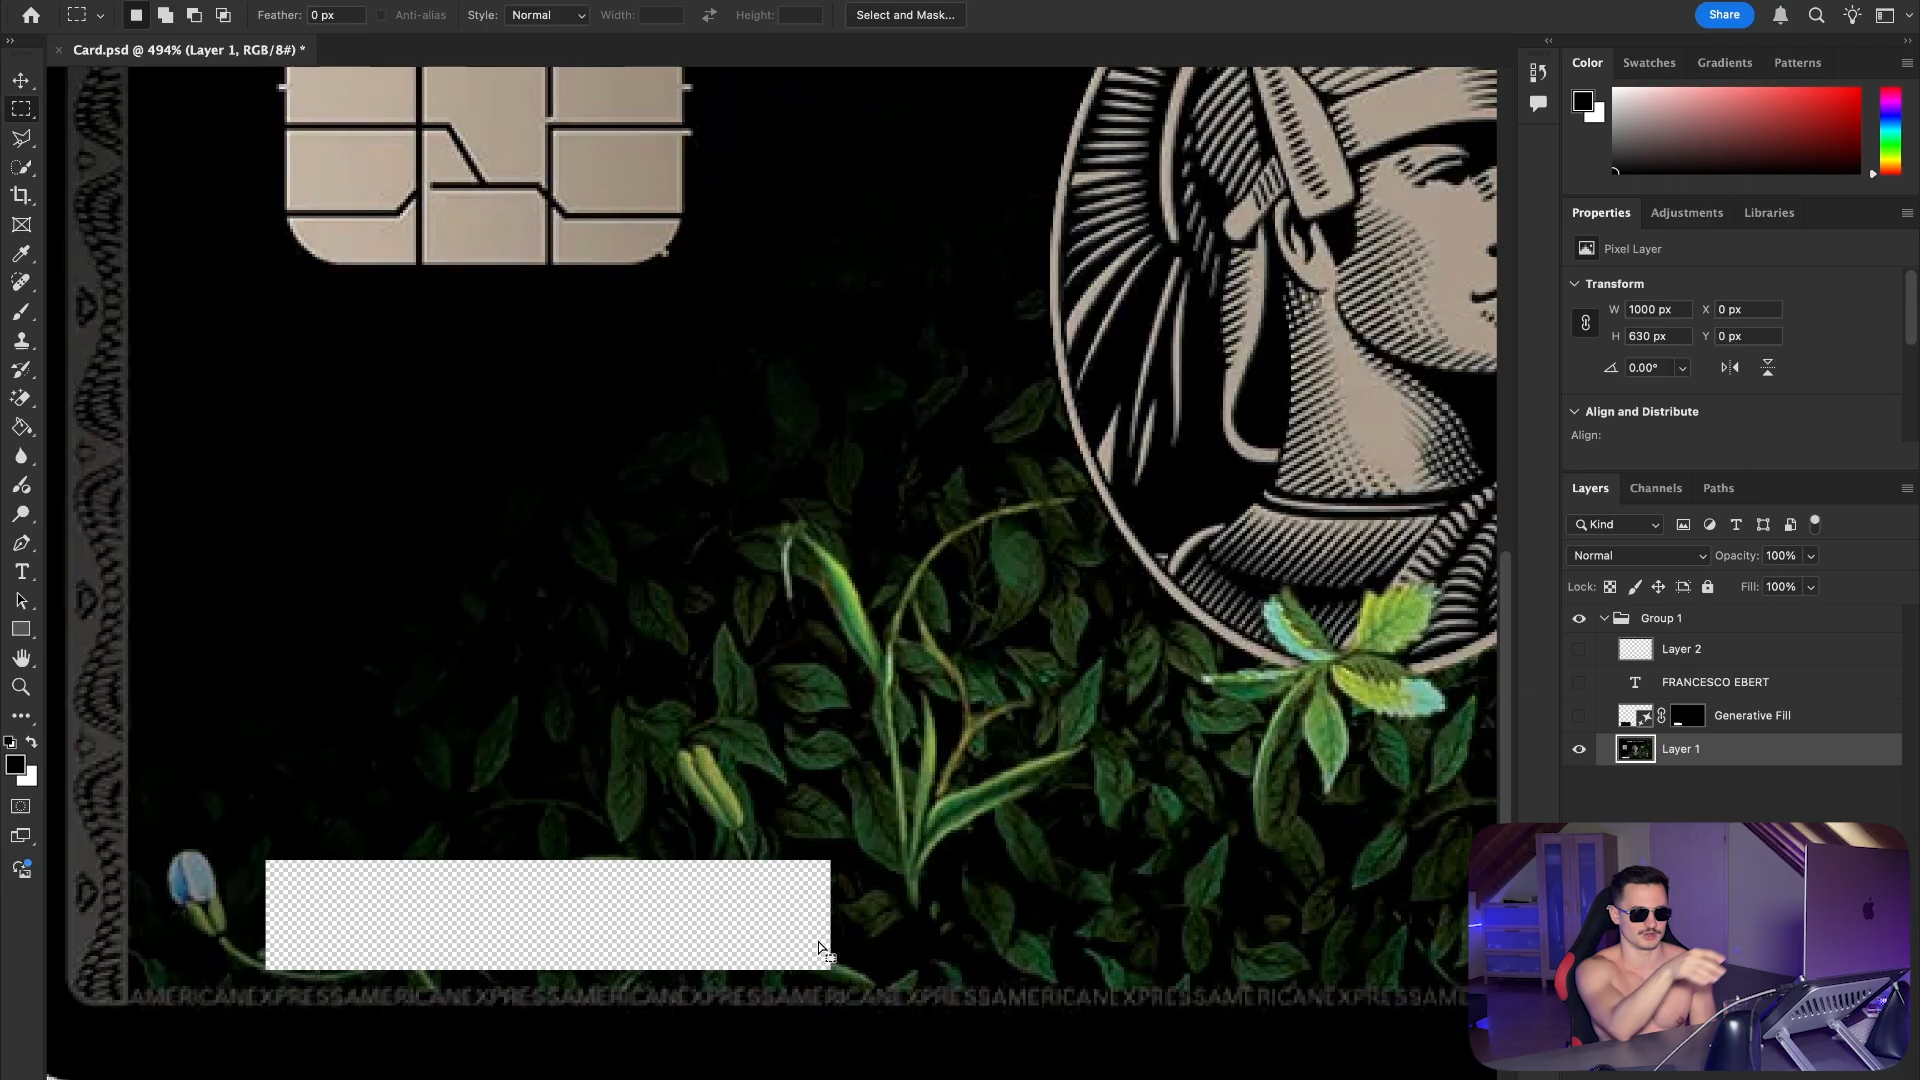 Feather: 0 px Anti-alias Style: Normal Width: Height: Select and Mask... Share
Card.psd @ 494% (Layer 1, RGB/8#) *
Color Swatches Gradients Patterns
Properties Adjustments Libraries
Pixel Layer
Transform
W 1000 px X 0 px
H 630 px Y 0 px
0.00°
Align and Distribute
Align:
Layers Channels Paths
Kind
Normal Opacity: 100%
Lock: Fill: 100%
Group 1
Layer 2
FRANCESCO EBERT
Generative Fill
Layer 1
AMERICANEXPRESSAMERICANEXPRESSAMERICANEXPRESSAMERICANEXPRESSAMERICANEXPRESSAMERICANEXPRESSAME